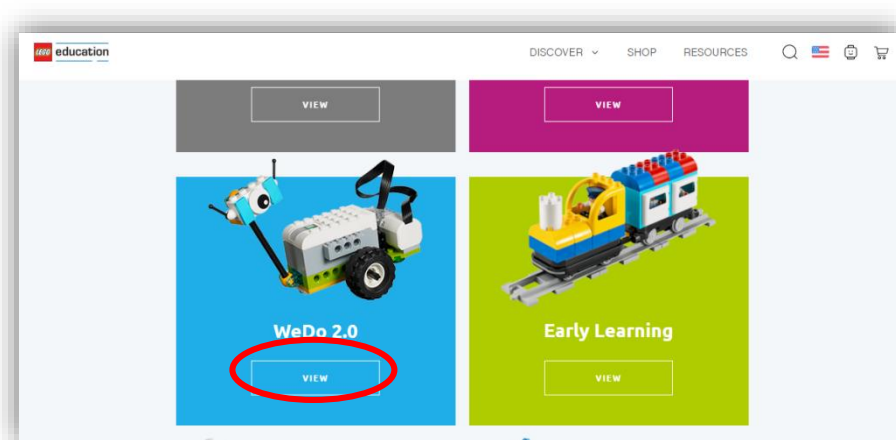 LEGO education DISCOVER SHOP RESOURCES
VIEW VIEW
WeDo 2.0 Early Learning
VIEW VIEW